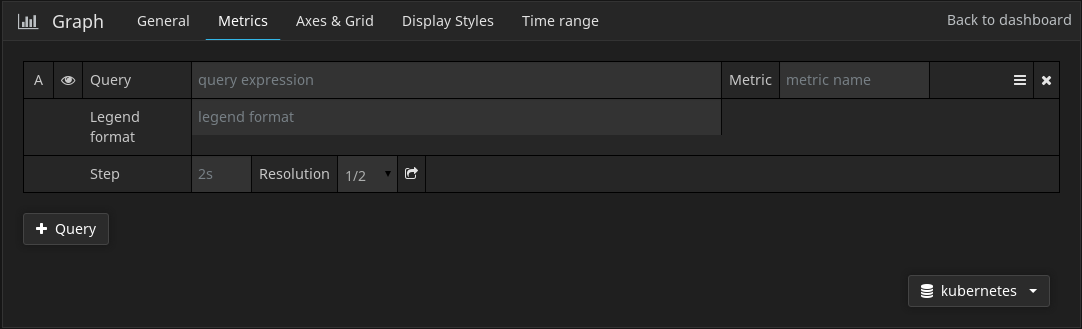 Graph General Metrics Axes & Grid Display Styles Time range Back to dashboard
A Query query expression Metric metric name
Legend format legend format
Step 2s Resolution 1/2
Query
kubernetes